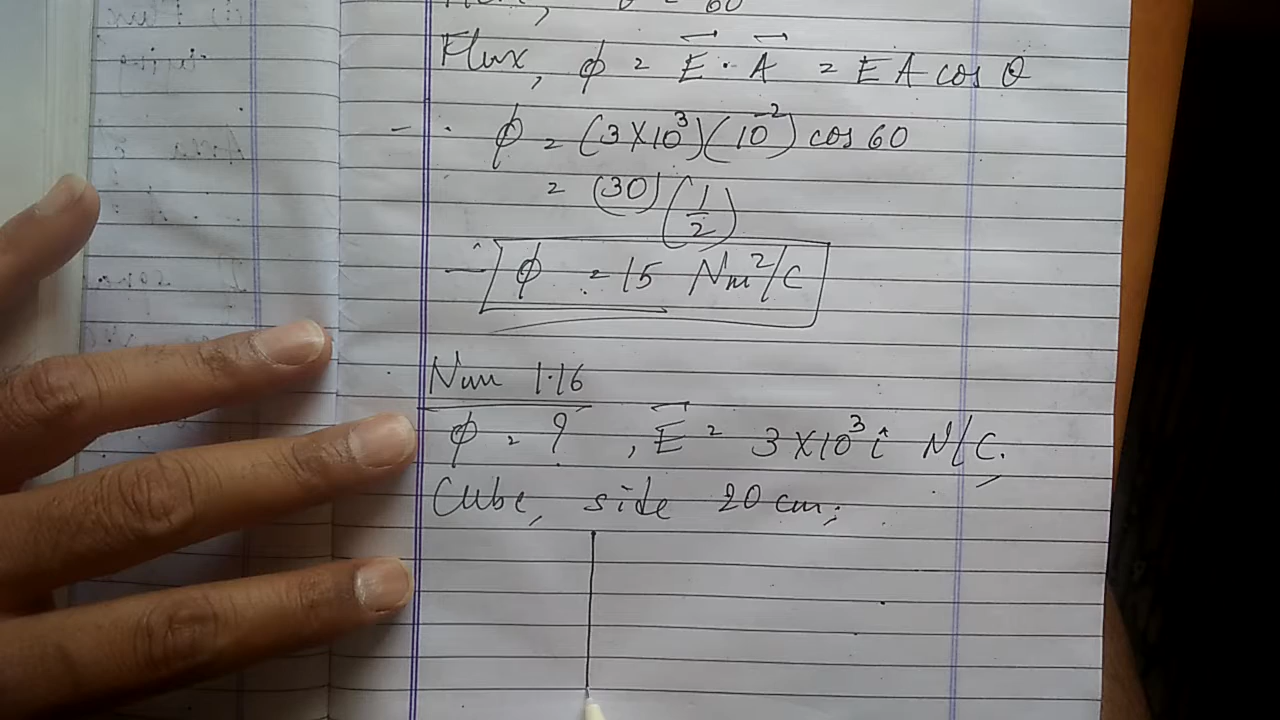 Flux, ϕ = E⃗ · A⃗ = E A cos θ
ϕ = (3×10³)(10⁻²) cos 60
= (30)(1/2)
ϕ = 15 Nm²/C
Num 1.16
ϕ = ?, E⃗ = 3×10³ î N/C.
Cube, side 20 cm;